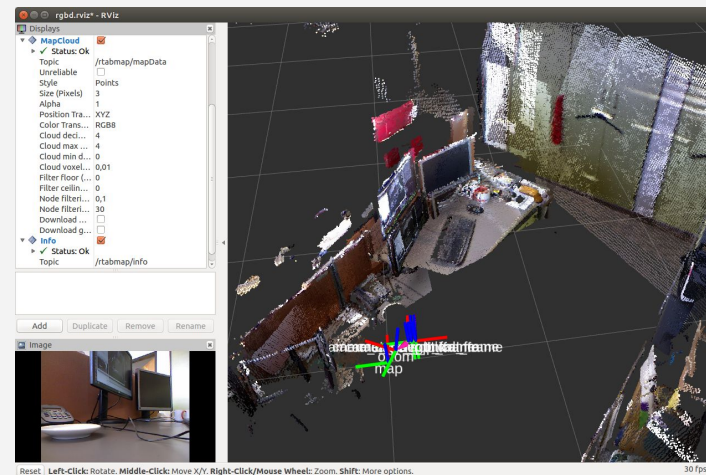 rgbd.rviz* - RViz
Displays
MapCloud
Status: Ok
Topic /rtabmap/mapData
Unreliable
Style Points
Size (Pixels) 3
Alpha 1
Position Tra... XYZ
Color Trans... RGB8
Cloud deci... 4
Cloud max ... 4
Cloud min d... 0
Cloud voxel... 0,01
Filter floor (... 0
Filter ceilin... 0
Node filteri... 0,1
Node filteri... 30
Download ...
Download g...
Info
Status: Ok
Topic /rtabmap/info
Add Duplicate Remove Rename
Image
odom
map
Reset Left-Click: Rotate. Middle-Click: Move X/Y. Right-Click/Mouse Wheel:: Zoom. Shift: More options. 30 fps